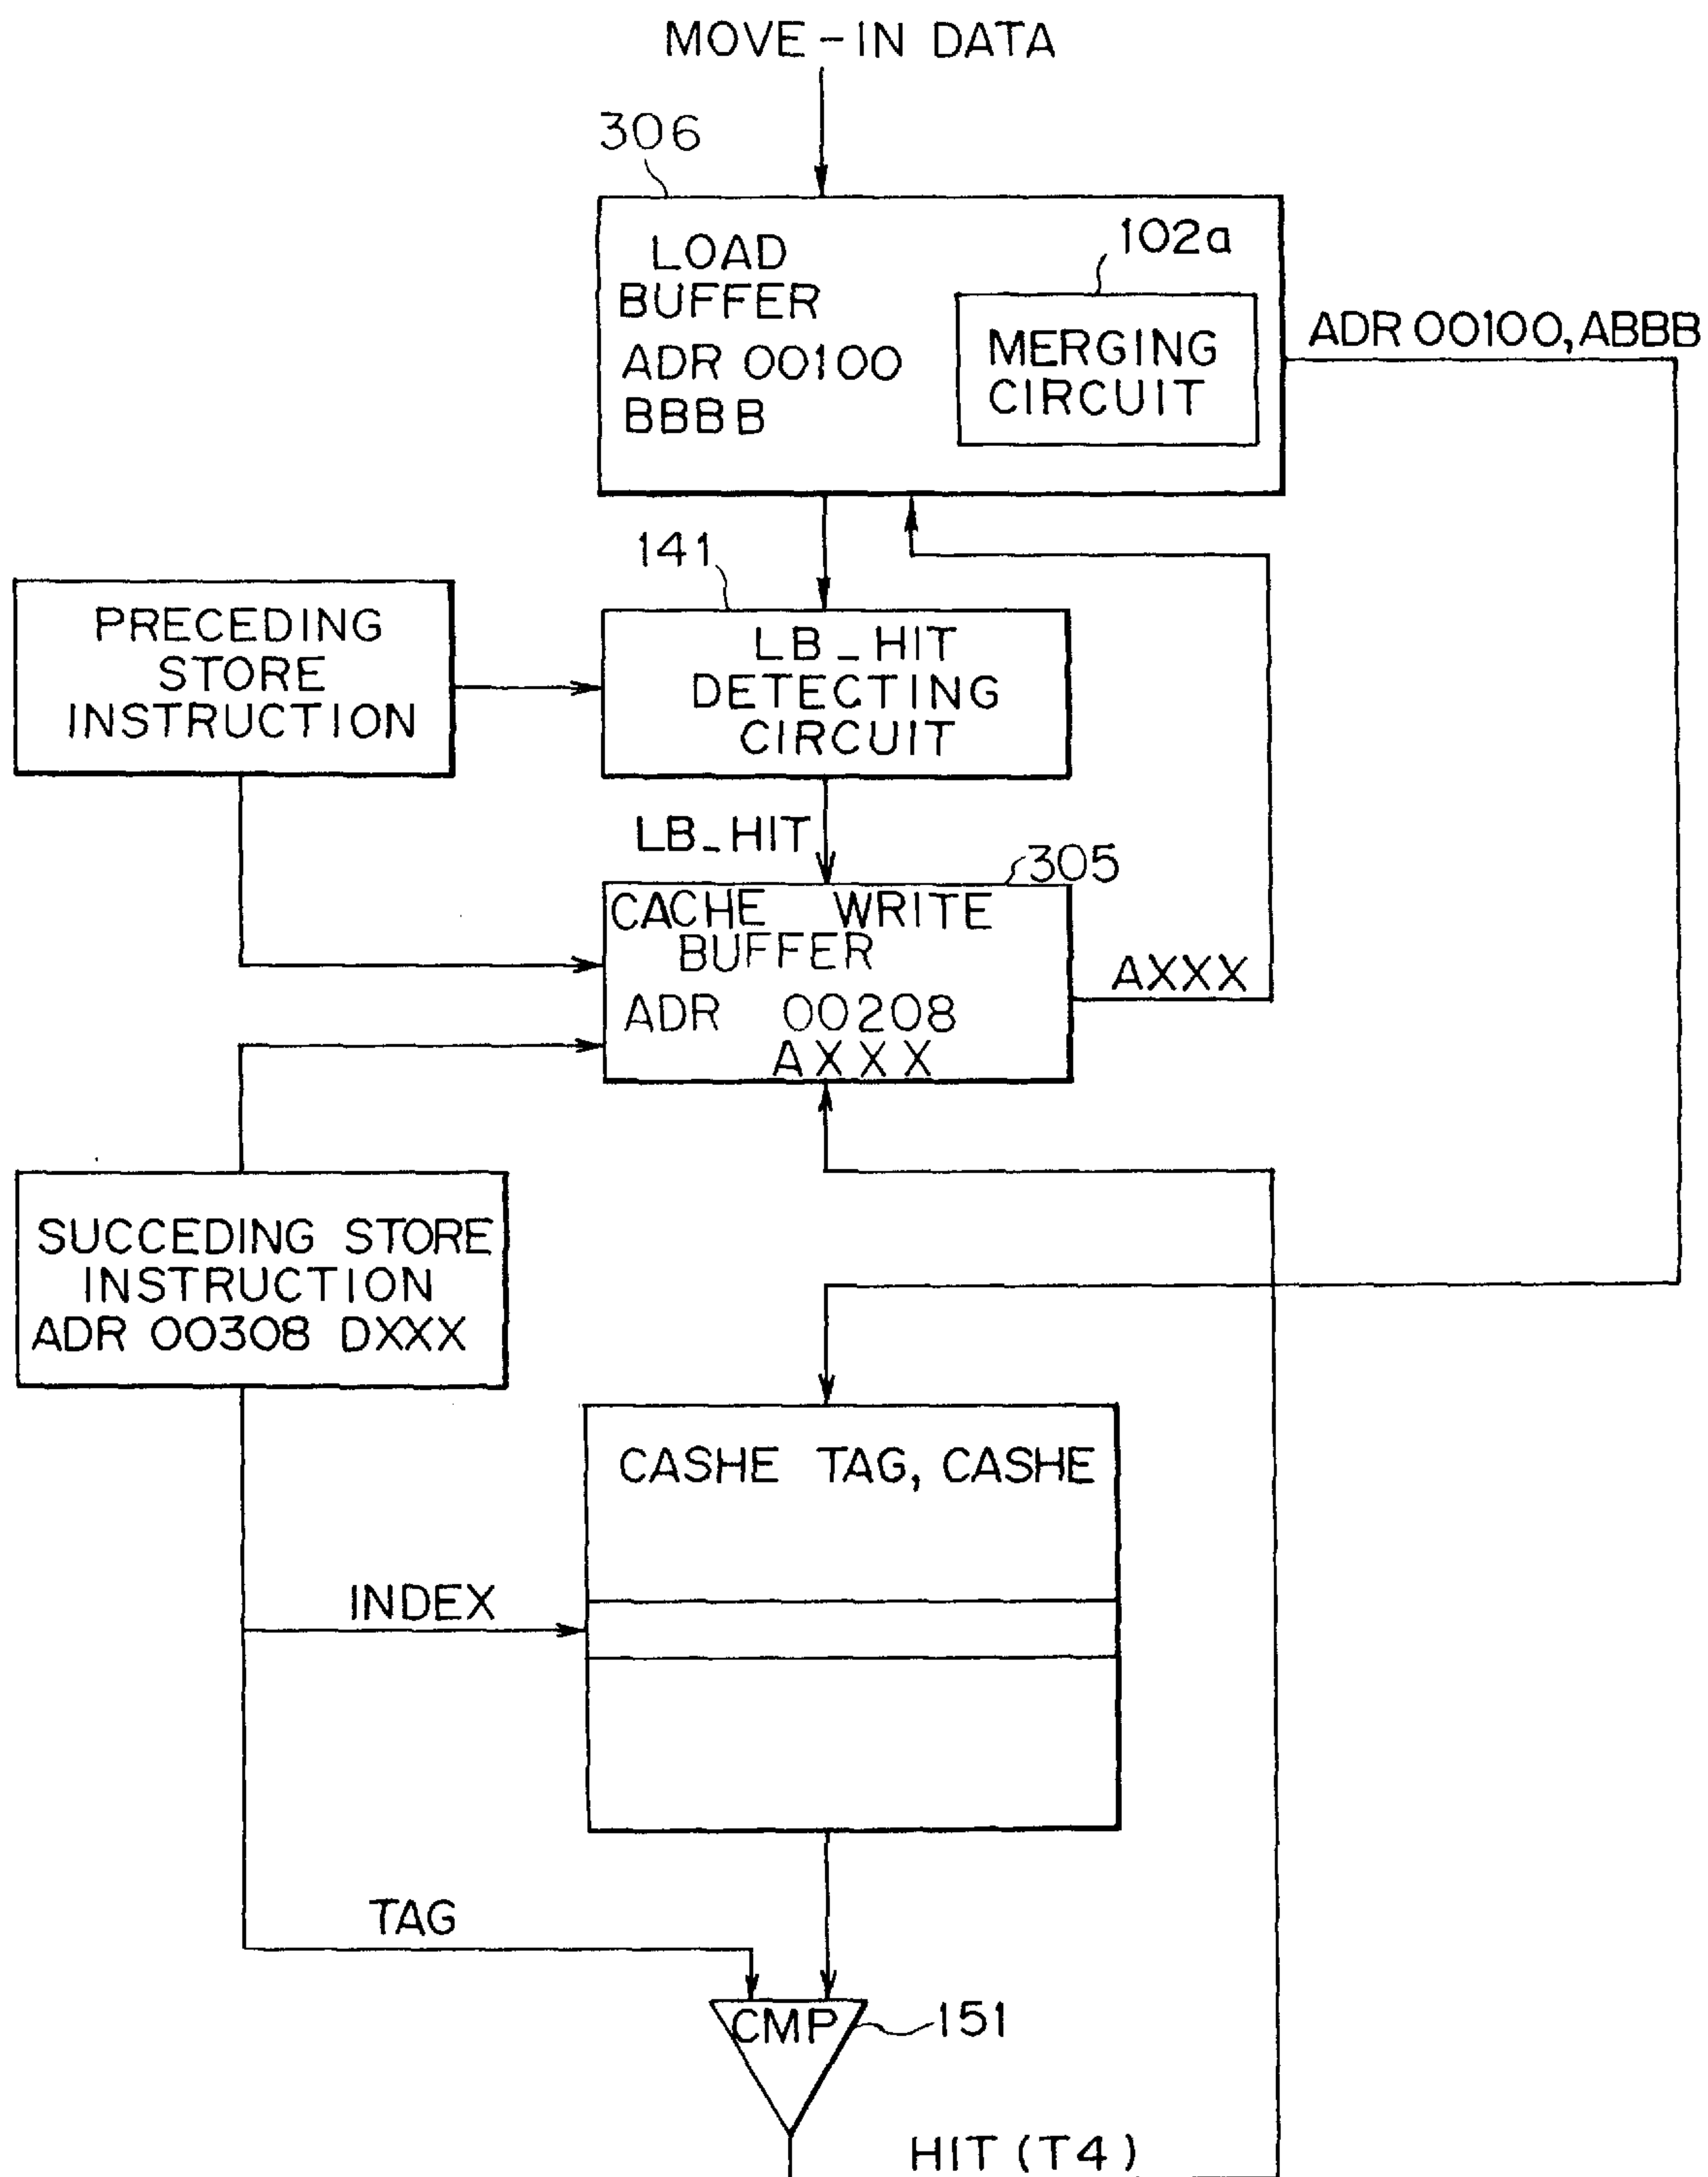 MOVE-IN DATA
306
102a
LOAD
BUFFER
ADR 00100
BBBB
MERGING
CIRCUIT
ADR 00100, ABBB
141
PRECEDING
STORE
INSTRUCTION
LB_HIT
DETECTING
CIRCUIT
LB_HIT
305
CACHE WRITE
BUFFER
ADR 00208
AXXX
AXXX
SUCCEDING STORE
INSTRUCTION
ADR 00308 DXXX
CASHE TAG, CASHE
INDEX
TAG
CMP
151
HIT (T4)